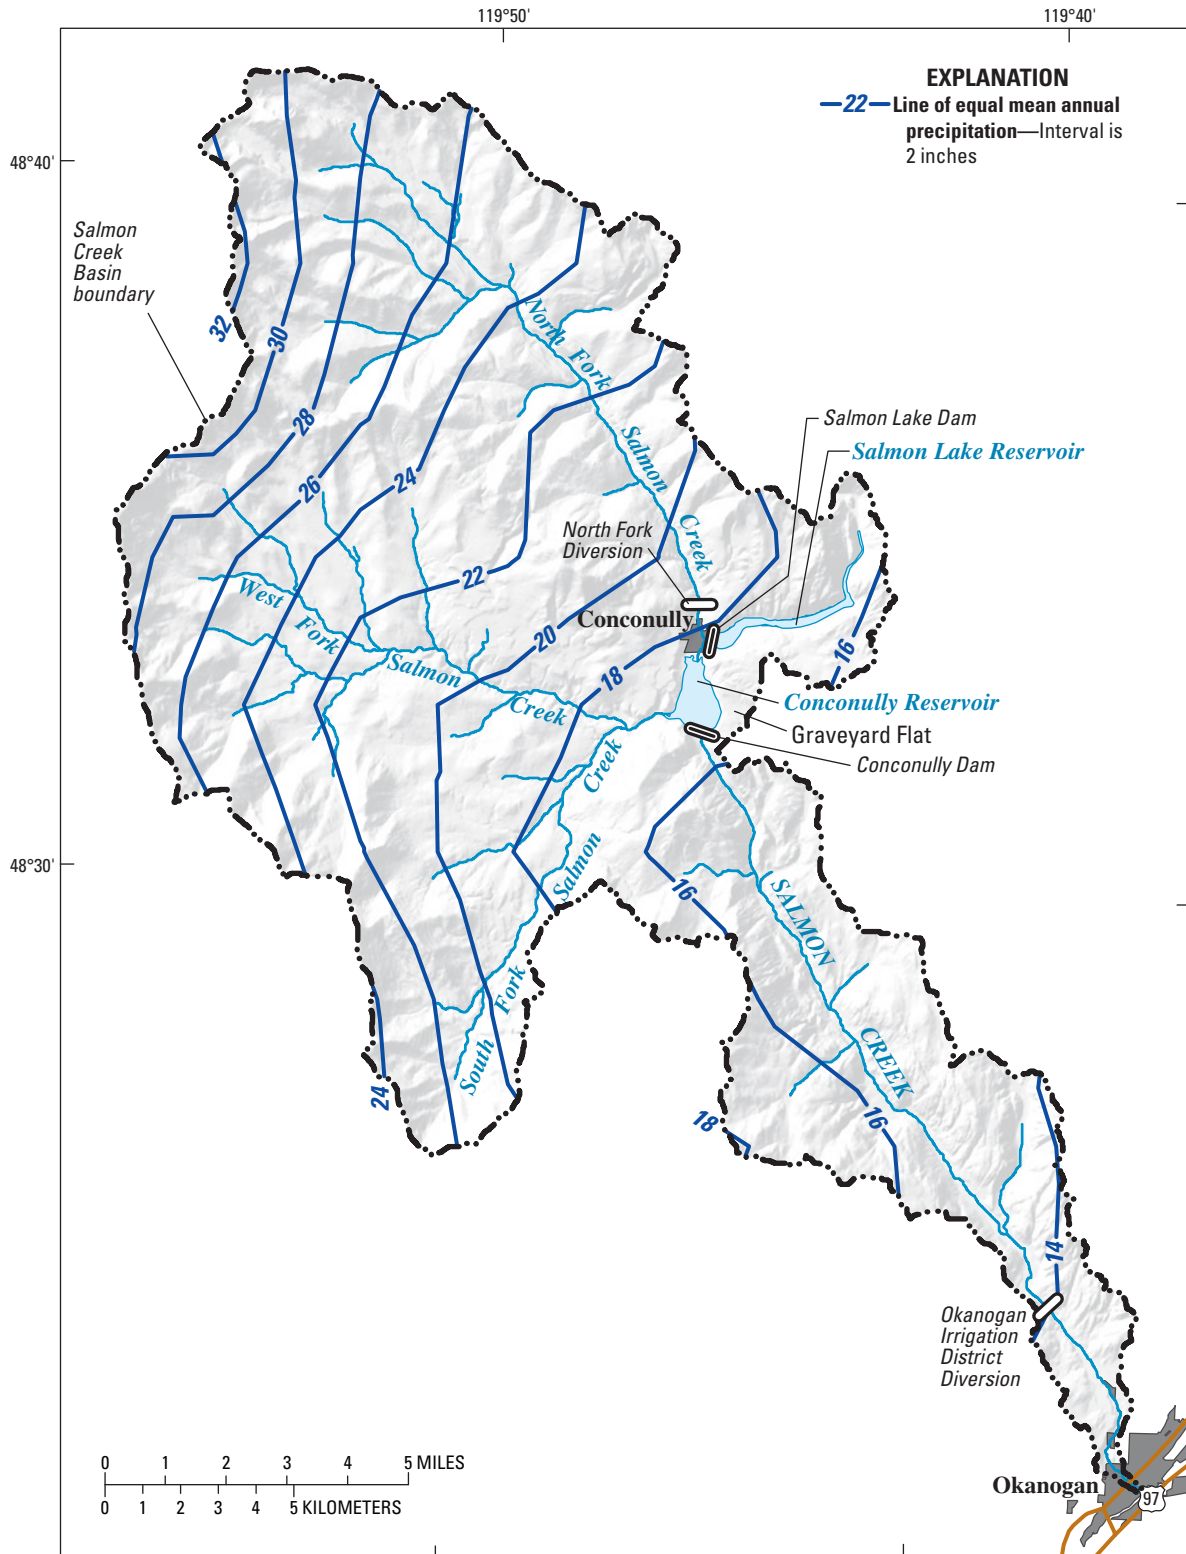 119°50'
119°40'
EXPLANATION
22
Line of equal mean annual
precipitation—Interval is
2 inches
48°40'
Salmon
Creek
Basin
boundary
32
30
North Fork
28
Salmon Lake Dam
Salmon
Salmon Lake Reservoir
24
26
North Fork
Diversion
Creek
22
West
Fork
Conconully
20
16
Salmon
18
Creek
Conconully Reservoir
Graveyard Flat
Creek
Conconully Dam
48°30'
Salmon
16
SALMON
Fork
South
CREEK
24
18
16
14
Okanogan
Irrigation
District
Diversion
0 1 2 3 4 5 MILES
0 1 2 3 4 5 KILOMETERS
Okanogan
97